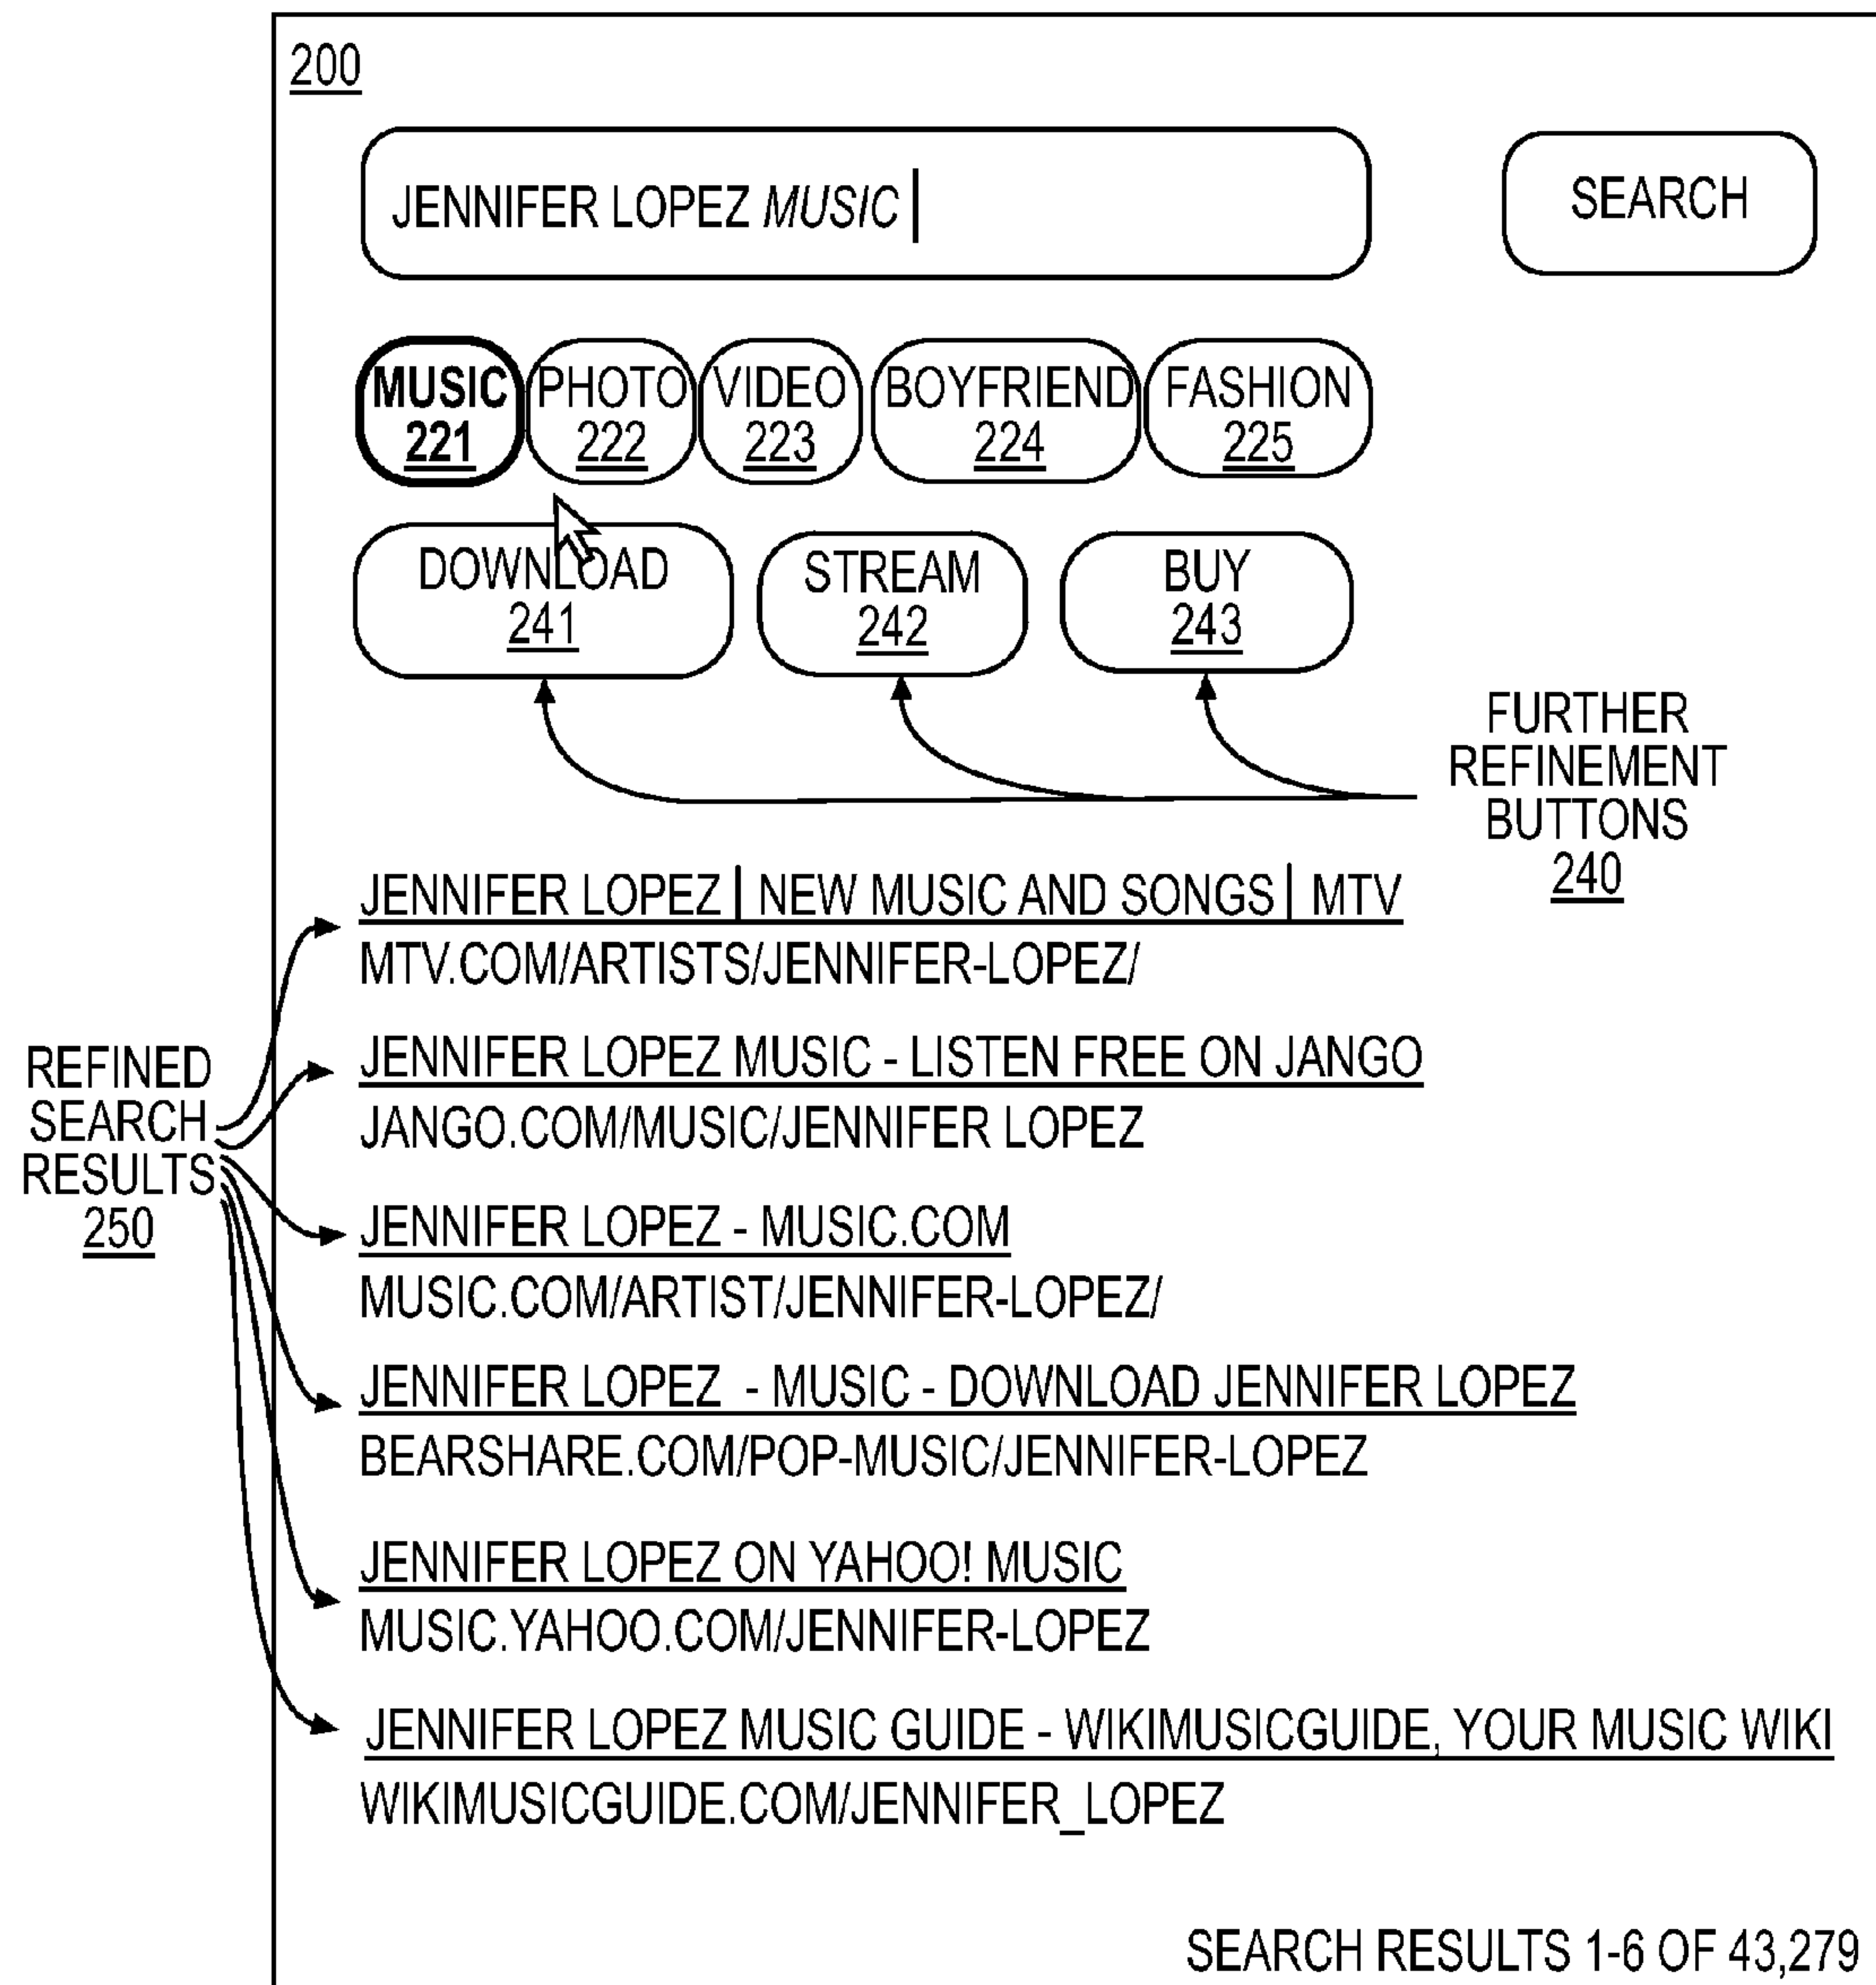 200
JENNIFER LOPEZ MUSIC
SEARCH
MUSIC PHOTO VIDEO BOYFRIEND FASHION
221 222 223 224 225
DOWNLOAD STREAM BUY
241 242 243
FURTHER
REFINEMENT
BUTTONS
240
JENNIFER LOPEZ | NEW MUSIC AND SONGS | MTV
MTV.COM/ARTISTS/JENNIFER-LOPEZ/
JENNIFER LOPEZ MUSIC - LISTEN FREE ON JANGO
JANGO.COM/MUSIC/JENNIFER LOPEZ
REFINED
SEARCH
RESULTS
250
JENNIFER LOPEZ - MUSIC.COM
MUSIC.COM/ARTIST/JENNIFER-LOPEZ/
JENNIFER LOPEZ - MUSIC - DOWNLOAD JENNIFER LOPEZ
BEARSHARE.COM/POP-MUSIC/JENNIFER-LOPEZ
JENNIFER LOPEZ ON YAHOO! MUSIC
MUSIC.YAHOO.COM/JENNIFER-LOPEZ
JENNIFER LOPEZ MUSIC GUIDE - WIKIMUSICGUIDE, YOUR MUSIC WIKI
WIKIMUSICGUIDE.COM/JENNIFER_LOPEZ
SEARCH RESULTS 1-6 OF 43,279